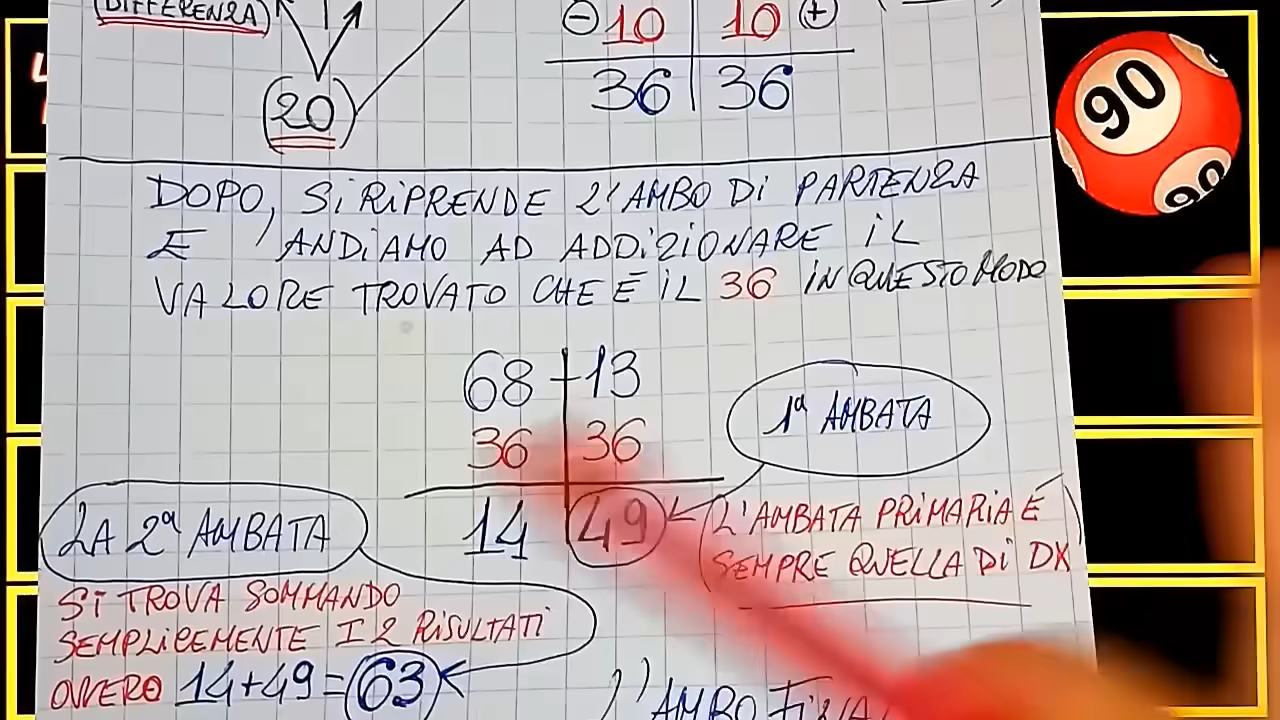 (DIFFERENZA)
(20)
⊖ 10 | 10 ⊕
36 | 36
DOPO, Si RiPRENDE L'AMBO Di PARTENZA
E ANDiAMO AD ADDiZiONARE iL
VALORE TROVATO CHE È iL 36 iN QUESTO MODO
68 + 13
36 36
14 49
1ª AMBATA
L'AMBATA PRiMARiA È
SEMPRE QUELLA Di DX
LA 2ª AMBATA
Si TROVA SOMMANDO
SEMPLiCEMENTE I 2 RiSULTATi
OVVERO 14+49=63
L'AMBO
90
90